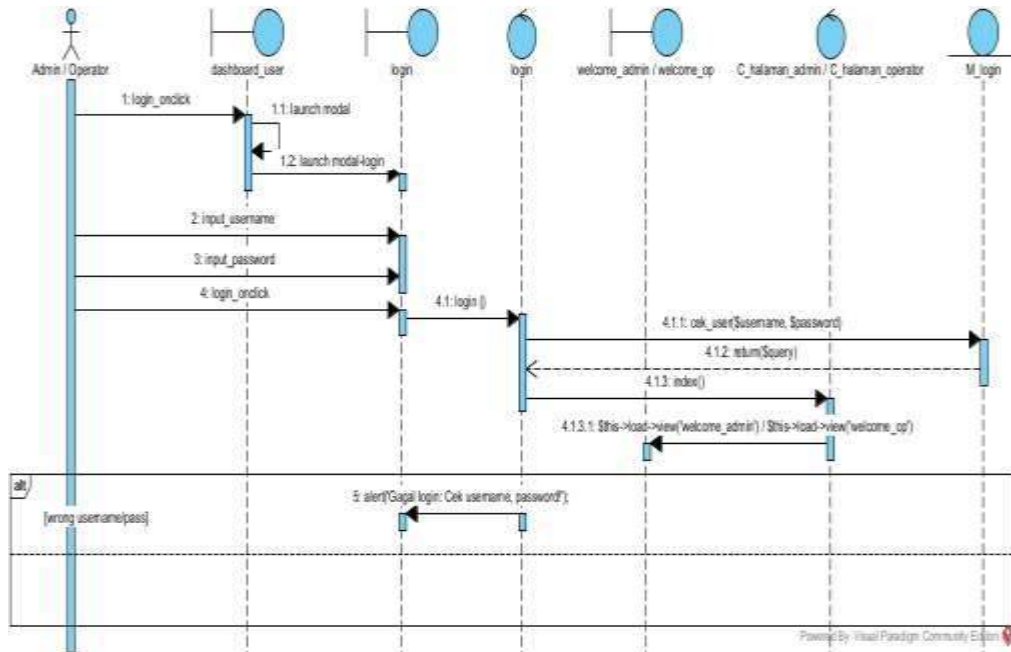 Admin / Operator
dashboard_user
login
login
welcome_admin / welcome_op
C_halaman_admin / C_halaman_operator
M_login
1: login_onclick
1.1: launch modal
1.2: launch modal-login
2: input_username
3: input_password
4: login_onclick
4.1: login ()
4.1.1: cek_user($username, $password)
4.1.2: return($query)
4.1.3: index()
4.1.3.1: $this->load->view('welcome_admin') / $this->load->view('welcome_op')
alt
[wrong username/pass]
5: alert("Gagal login: Cek username, password!");
Powered By Visual Paradigm Community Edition